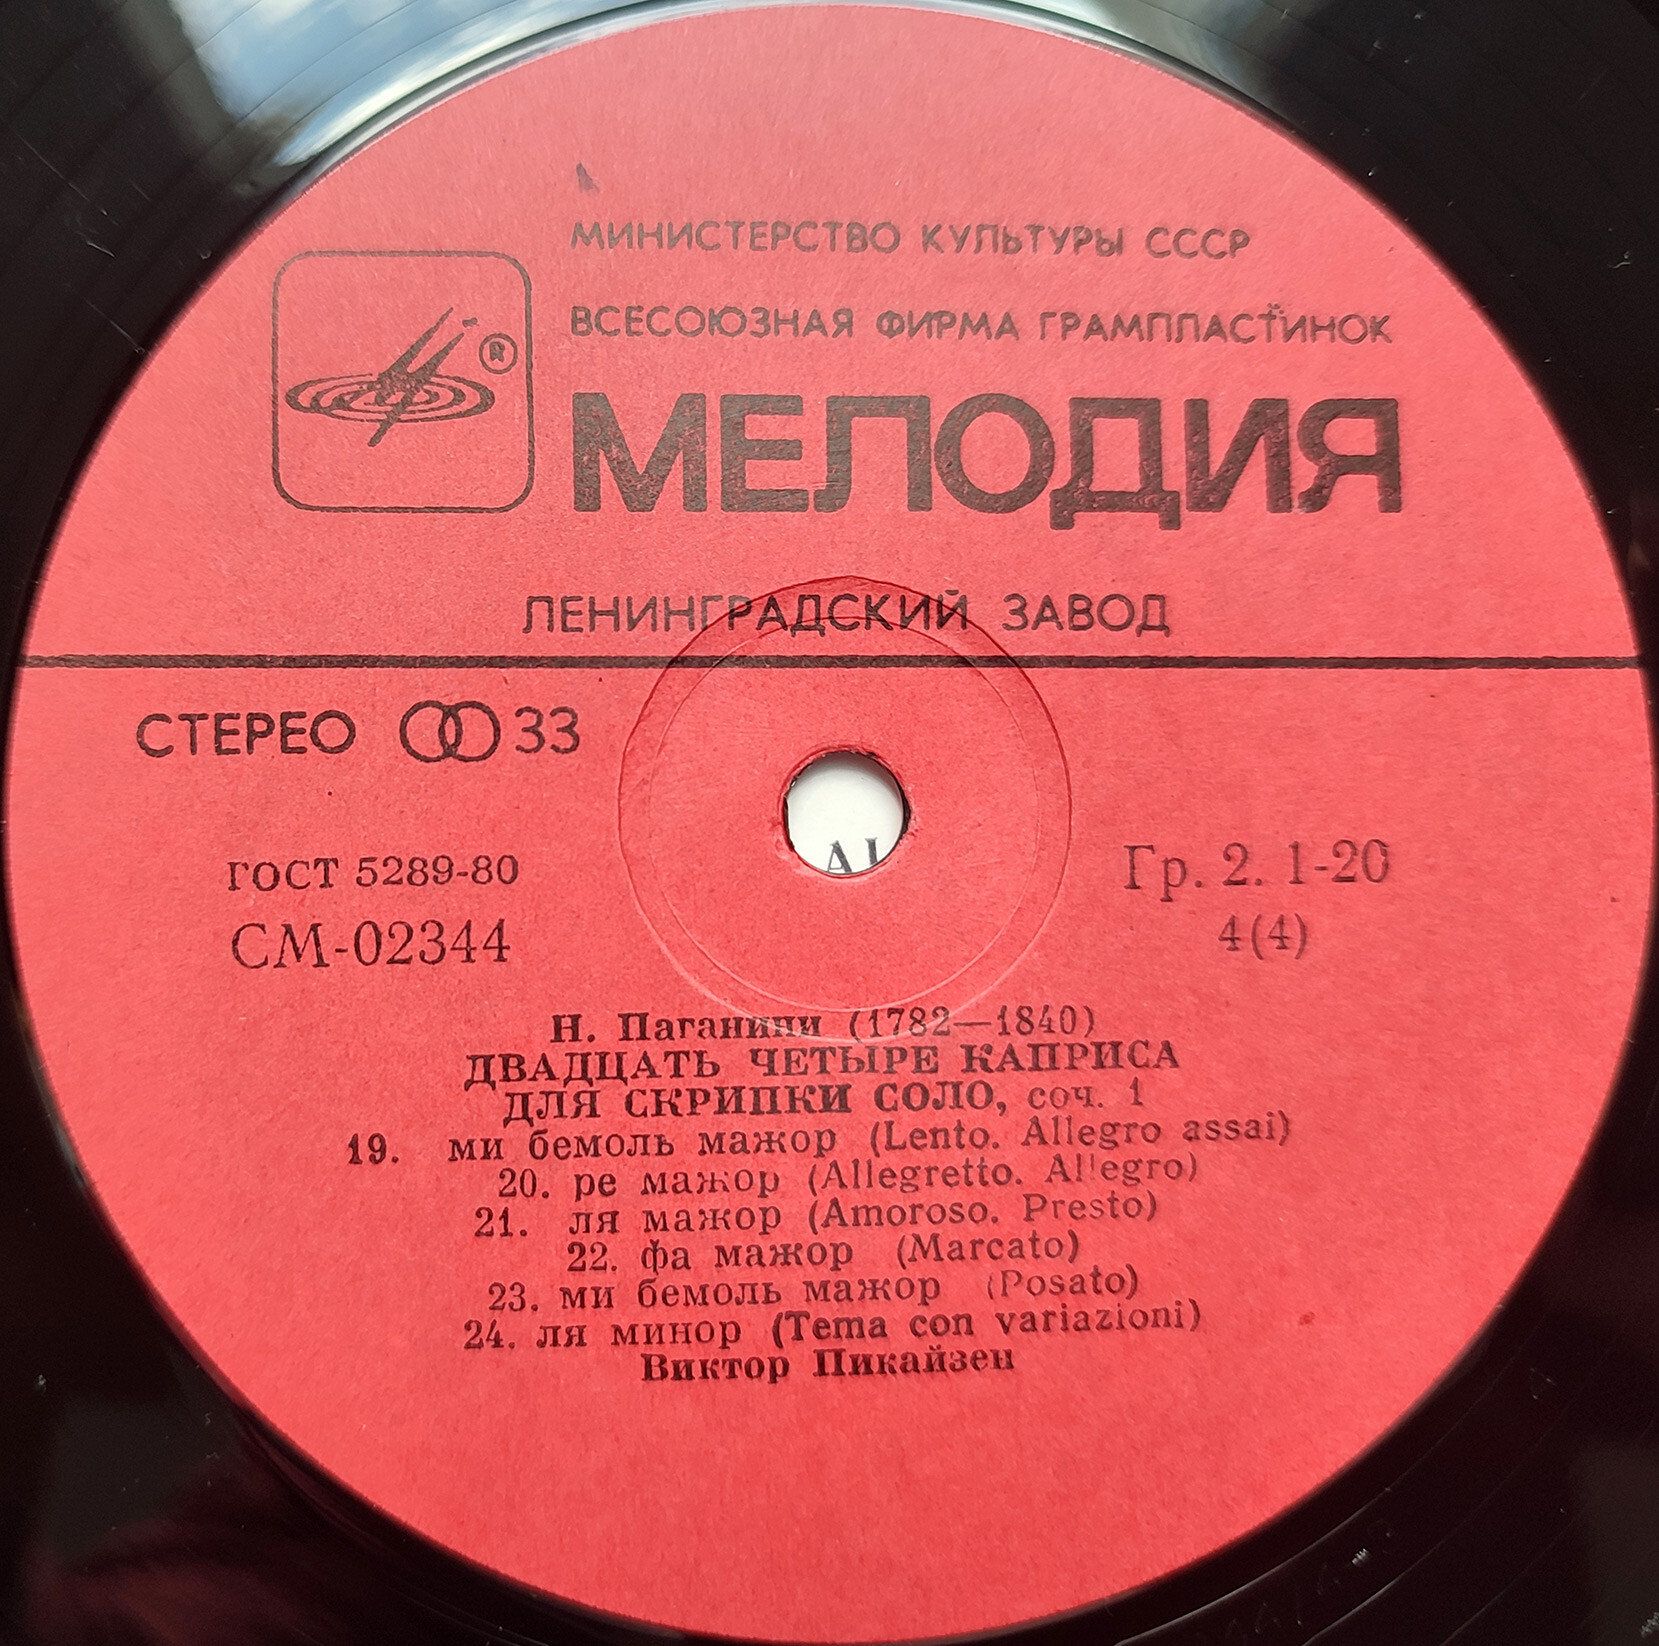 МИНИСТЕРСТВО КУЛЬТУРЫ СССР
ВСЕСОЮЗНАЯ ФИРМА ГРАМПЛАСТИНОК
®
МЕЛОДИЯ
ЛЕНИНГРАДСКИЙ ЗАВОД
СТЕРЕО 33
ГОСТ 5289-80
СМ-02344
Гр. 2. 1-20
4(4)
Н. Паганини (1782—1840)
ДВАДЦАТЬ ЧЕТЫРЕ КАПРИСА
ДЛЯ СКРИПКИ СОЛО, соч. 1
19. ми бемоль мажор (Lento. Allegro assai)
20. ре мажор (Allegretto. Allegro)
21. ля мажор (Amoroso. Presto)
22. фа мажор (Marcato)
23. ми бемоль мажор (Posato)
24. ля минор (Tema con variazioni)
Виктор Пикайзен